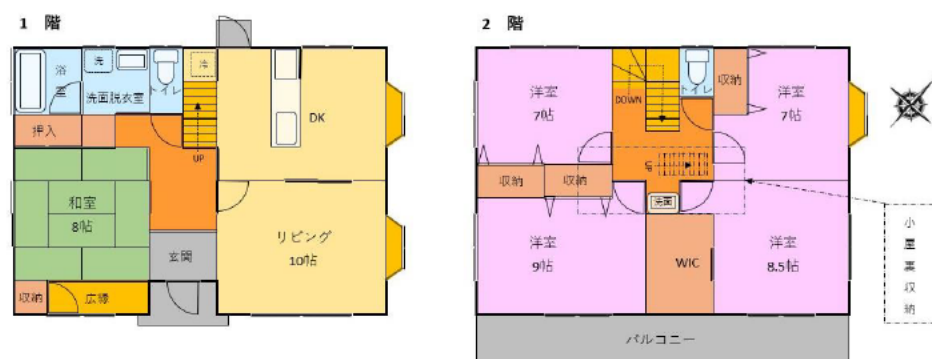 1 階
浴室
洗
洗面脱衣室
トイレ
冷
DK
押入
UP
和室
8帖
リビング
10帖
玄関
収納
広縁
2 階
洋室
7帖
DOWN
トイレ
収納
洋室
7帖
UP
収納
収納
洗面
洋室
9帖
WIC
洋室
8.5帖
小屋裏収納
バルコニー